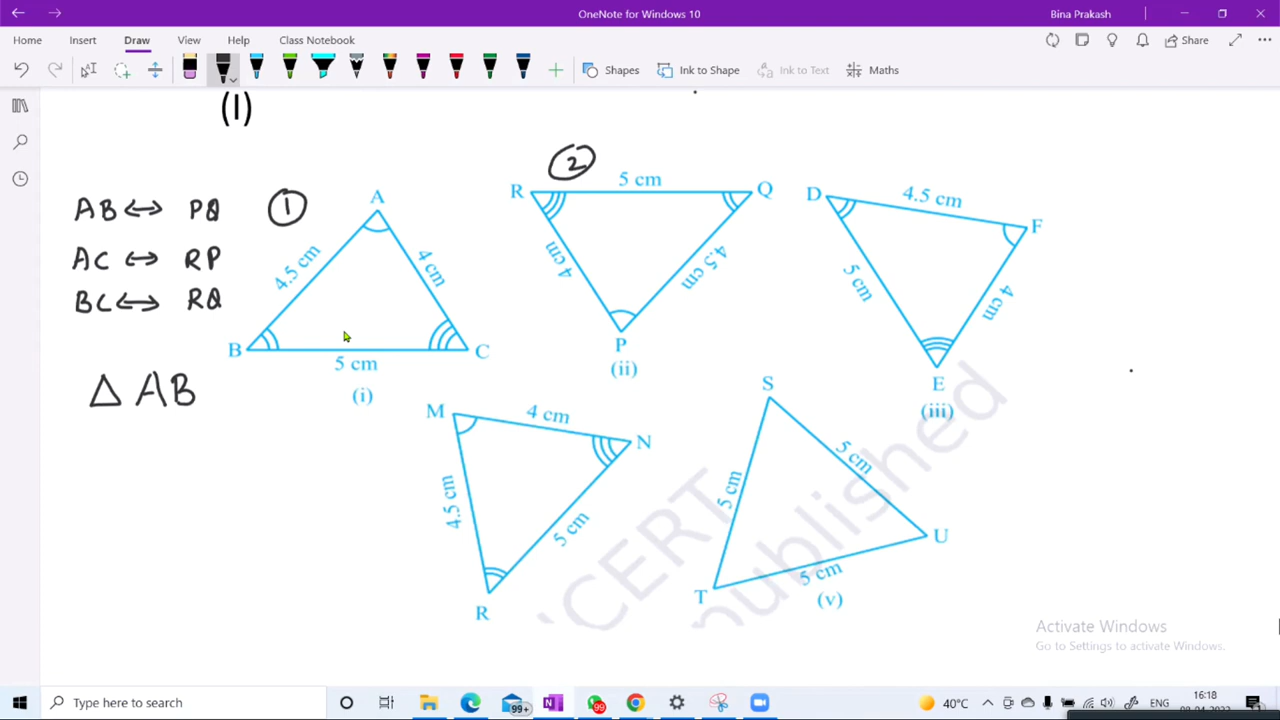 OneNote for Windows 10
Bina Prakash
Home Insert Draw View Help Class Notebook
Share
Shapes Ink to Shape Ink to Text Maths
(I)
AB ↔ PQ
AC ↔ RP
BC ↔ RQ
△ AB
1
A
4.5 cm
4 cm
B
C
5 cm
(i)
2
R
5 cm
Q
4 cm
4.5 cm
P
(ii)
D
4.5 cm
F
5 cm
4 cm
E
(iii)
M
4 cm
N
4.5 cm
5 cm
R
S
5 cm
5 cm
U
T
5 cm
(v)
CERT
published
Activate Windows
Go to Settings to activate Windows.
Type here to search
99+
99
40°C
ENG
16:18